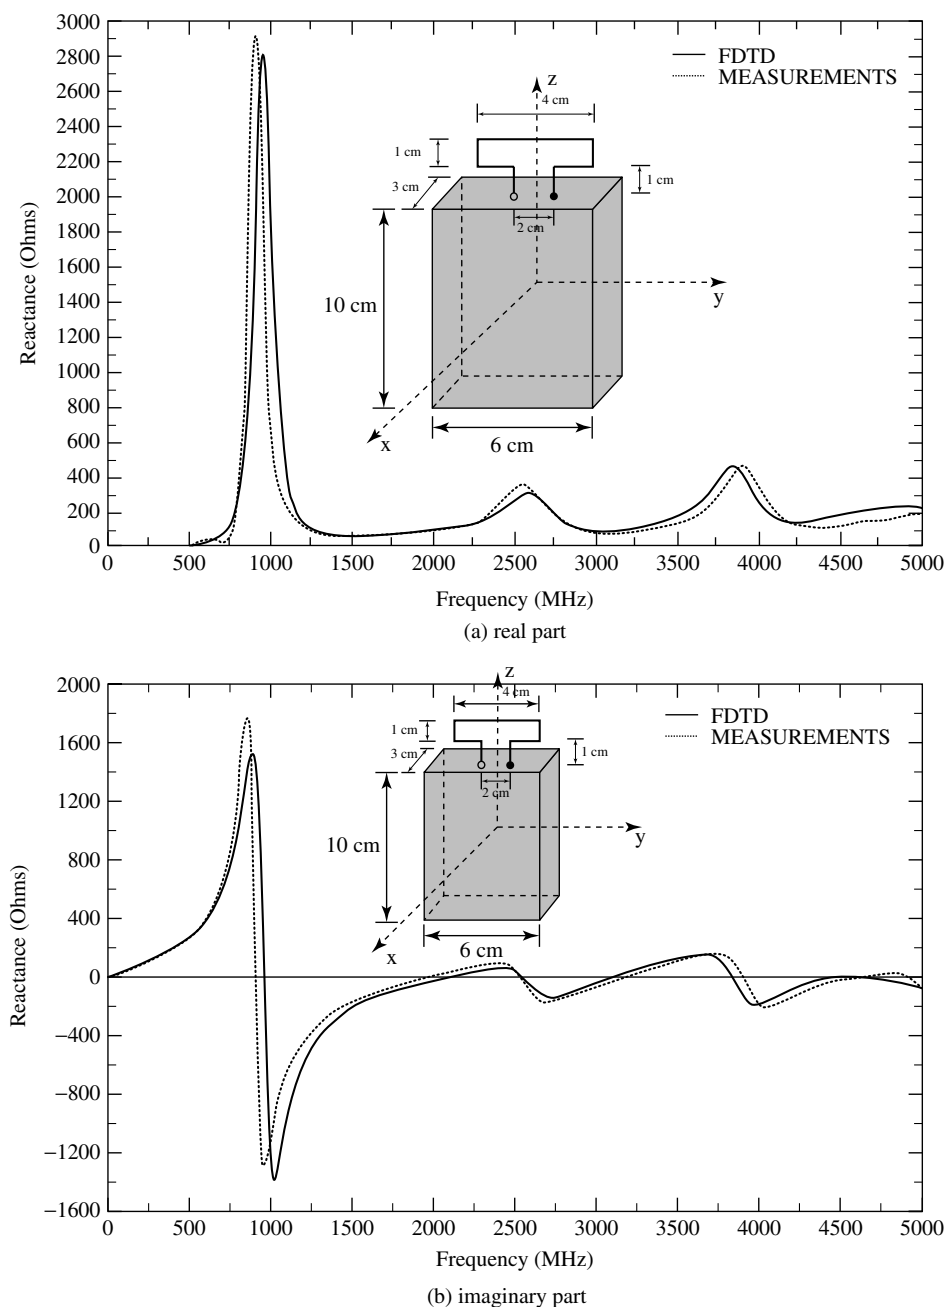 3000
2800
2600
2400
2200
2000
1800
1600
1400
1200
1000
800
600
400
200
0
Reactance (Ohms)
FDTD
MEASUREMENTS
z
4 cm
1 cm
3 cm
1 cm
2 cm
10 cm
y
x
6 cm
0 500 1000 1500 2000 2500 3000 3500 4000 4500 5000
Frequency (MHz)
(a) real part
2000
1600
1200
800
400
0
−400
−800
−1200
−1600
Reactance (Ohms)
FDTD
MEASUREMENTS
z
4 cm
1 cm
3 cm
1 cm
2 cm
10 cm
y
x
6 cm
0 500 1000 1500 2000 2500 3000 3500 4000 4500 5000
Frequency (MHz)
(b) imaginary part